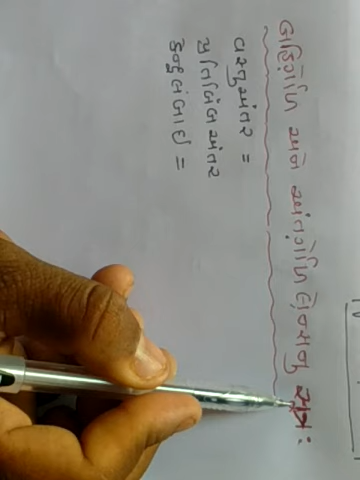 બહિર્ગોળ અને અંતર્ગોળ લેન્સનુ સૂત્ર :
વસ્તુઅંતર =
પ્રતિબિંબ અંતર
કેન્દ્રલંબાઇ =